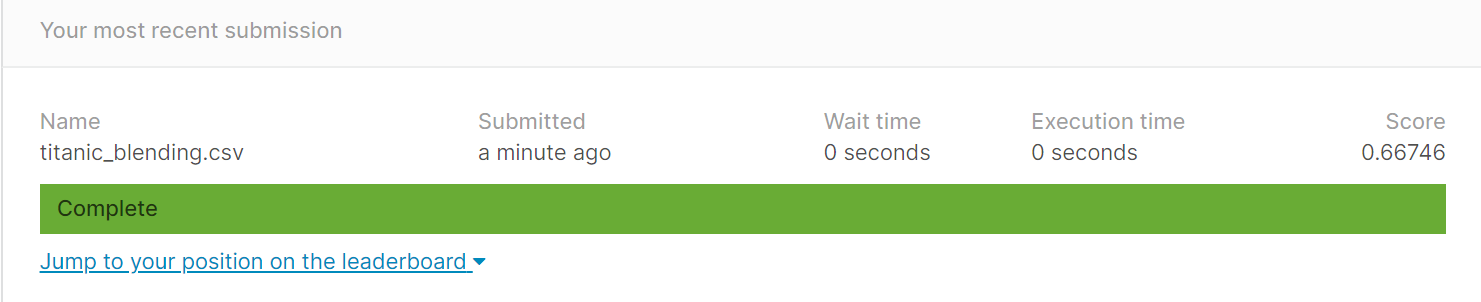 Your most recent submission
Name Submitted Wait time Execution time Score
titanic_blending.csv a minute ago 0 seconds 0 seconds 0.66746
Complete
Jump to your position on the leaderboard